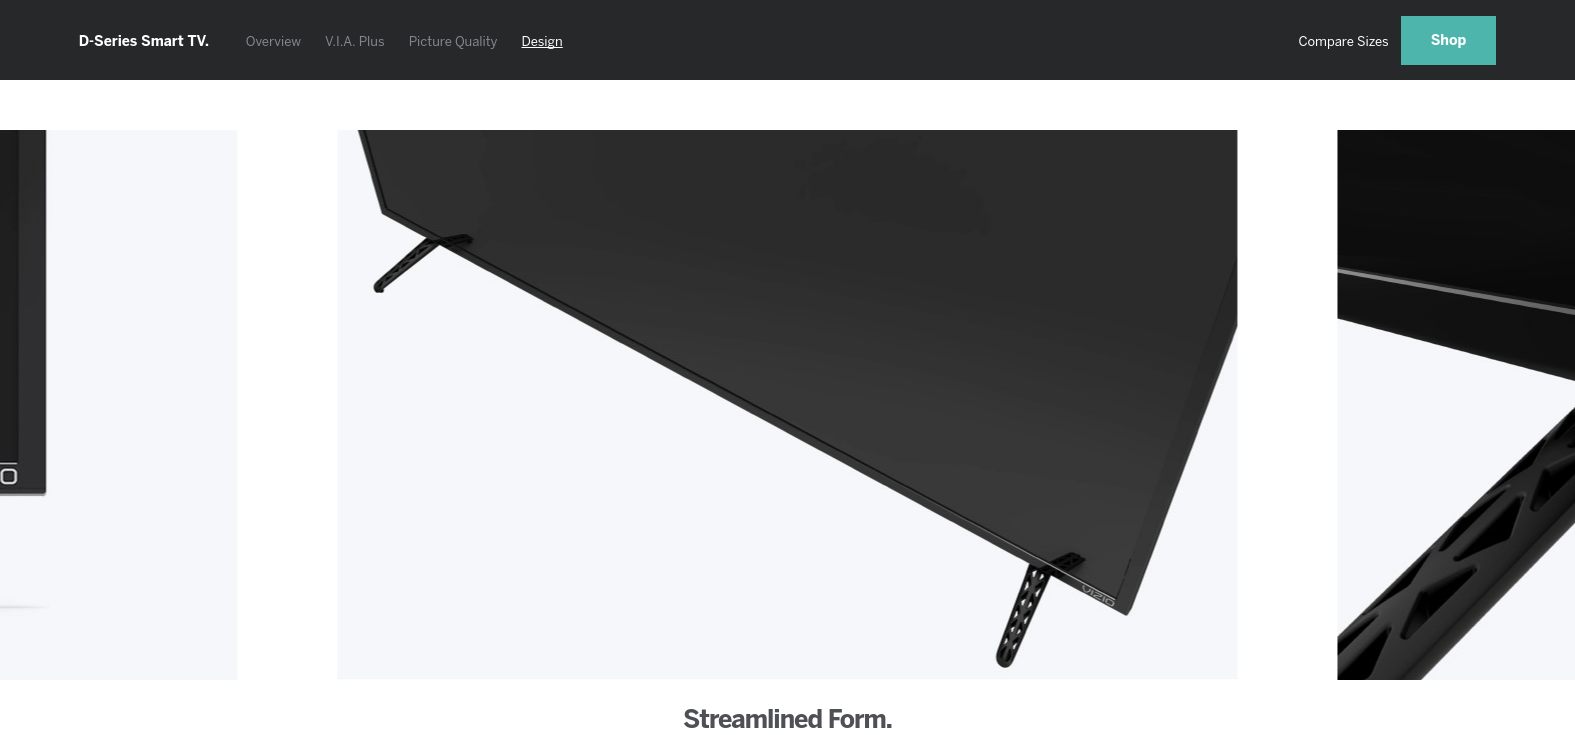 D-Series Smart TV.
Overview
V.I.A. Plus
Picture Quality
Design
Compare Sizes
Shop
VIZIO
Streamlined Form.